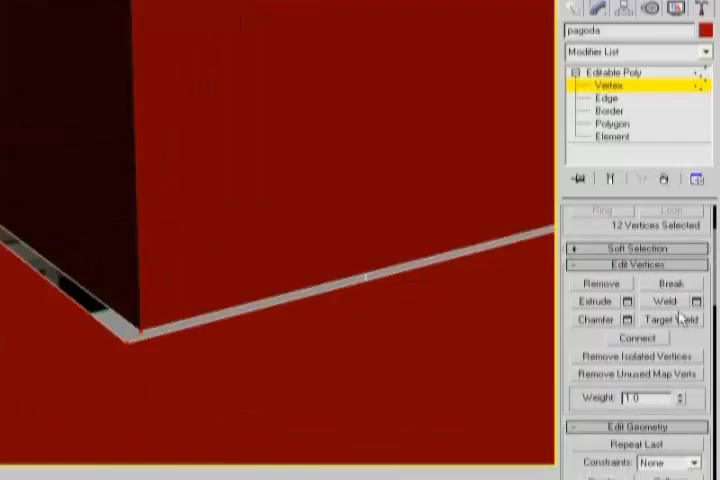 pagoda
Modifier List
Editable Poly
Vertex
Edge
Border
Polygon
Element
Ring Loop
12 Vertices Selected
+ Soft Selection
- Edit Vertices
Remove Break
Extrude Weld
Chamfer Target Weld
Connect
Remove Isolated Vertices
Remove Unused Map Verts
Weight: 1.0
- Edit Geometry
Repeat Last
Constraints: None